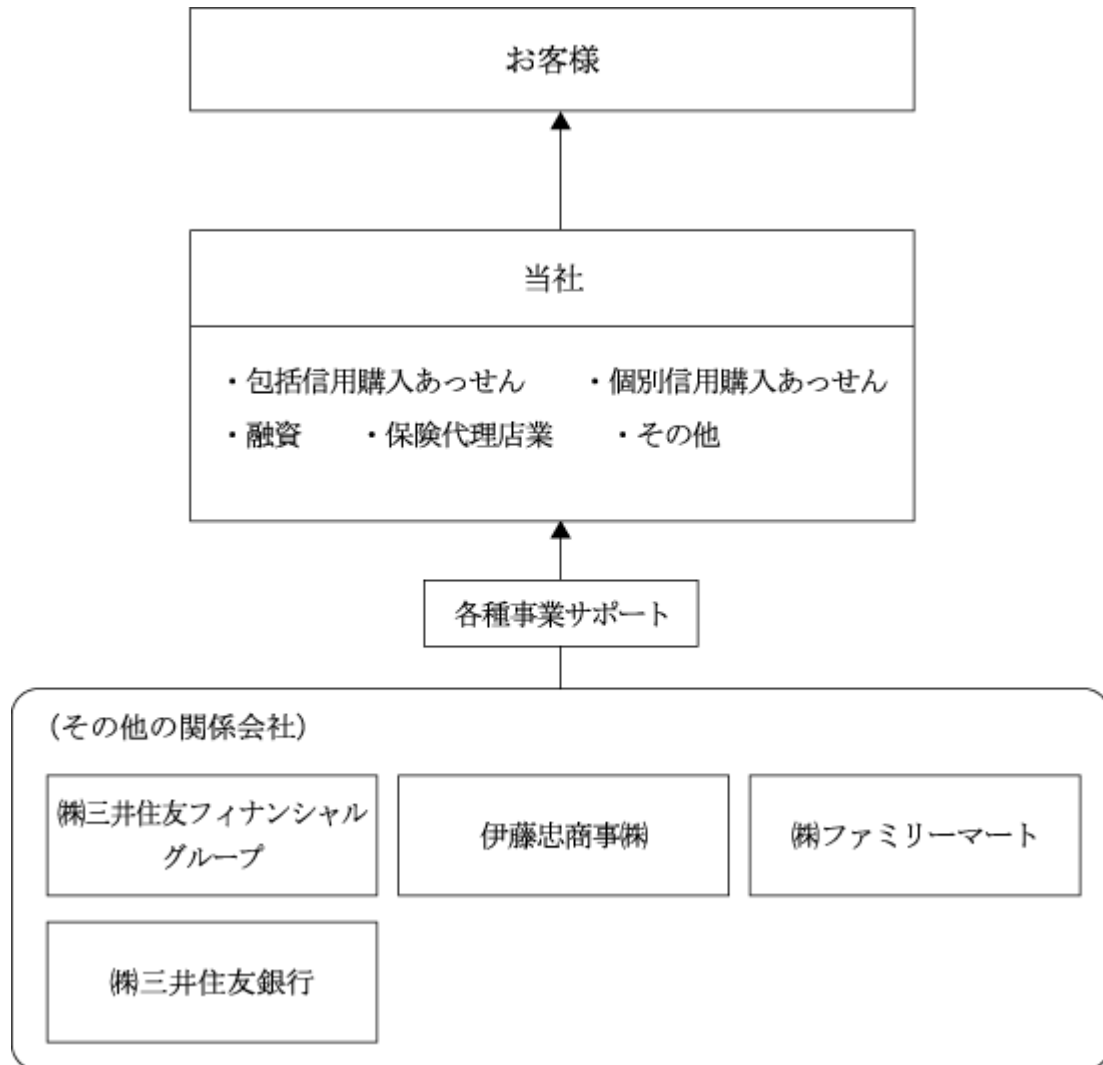 お客様
当社
・包括信用購入あっせん ・個別信用購入あっせん
・融資 ・保険代理店業 ・その他
各種事業サポート
(その他の関係会社)
㈱三井住友フィナンシャル
グループ
伊藤忠商事㈱
㈱ファミリーマート
㈱三井住友銀行